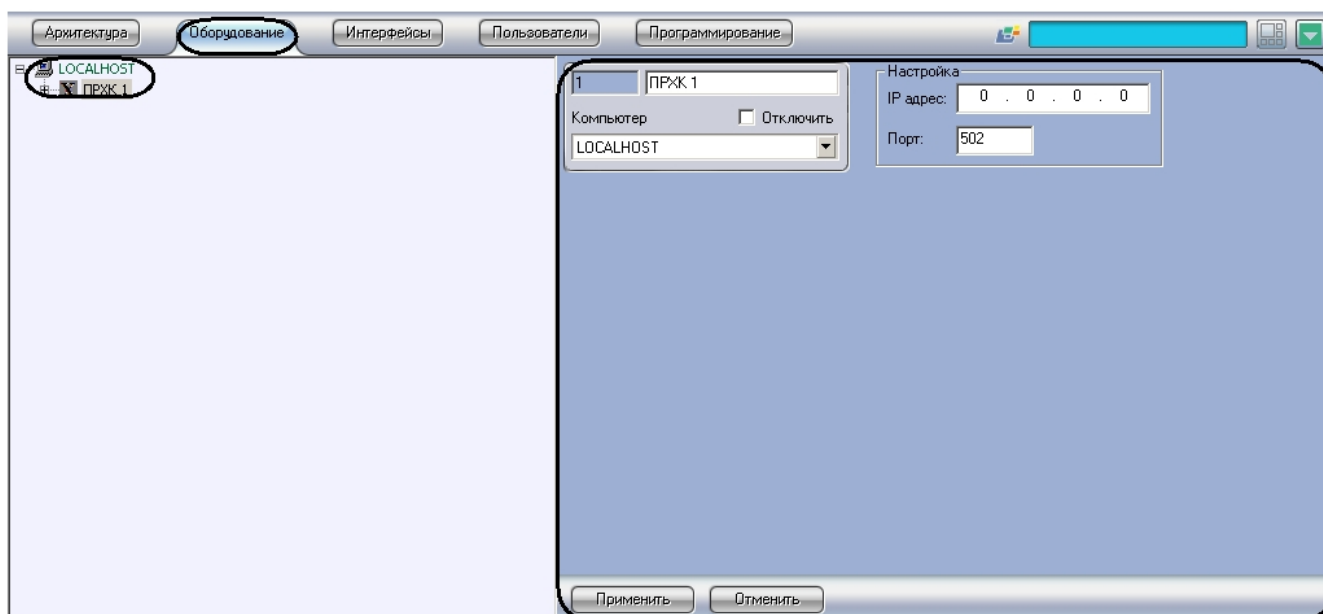 Архитектура Оборудование Интерфейсы Пользователи Программирование
LOCALHOST
ПРХК 1
1 ПРХК 1
Компьютер Отключить
LOCALHOST
Настройка
IP адрес: 0 . 0 . 0 . 0
Порт: 502
Применить Отменить